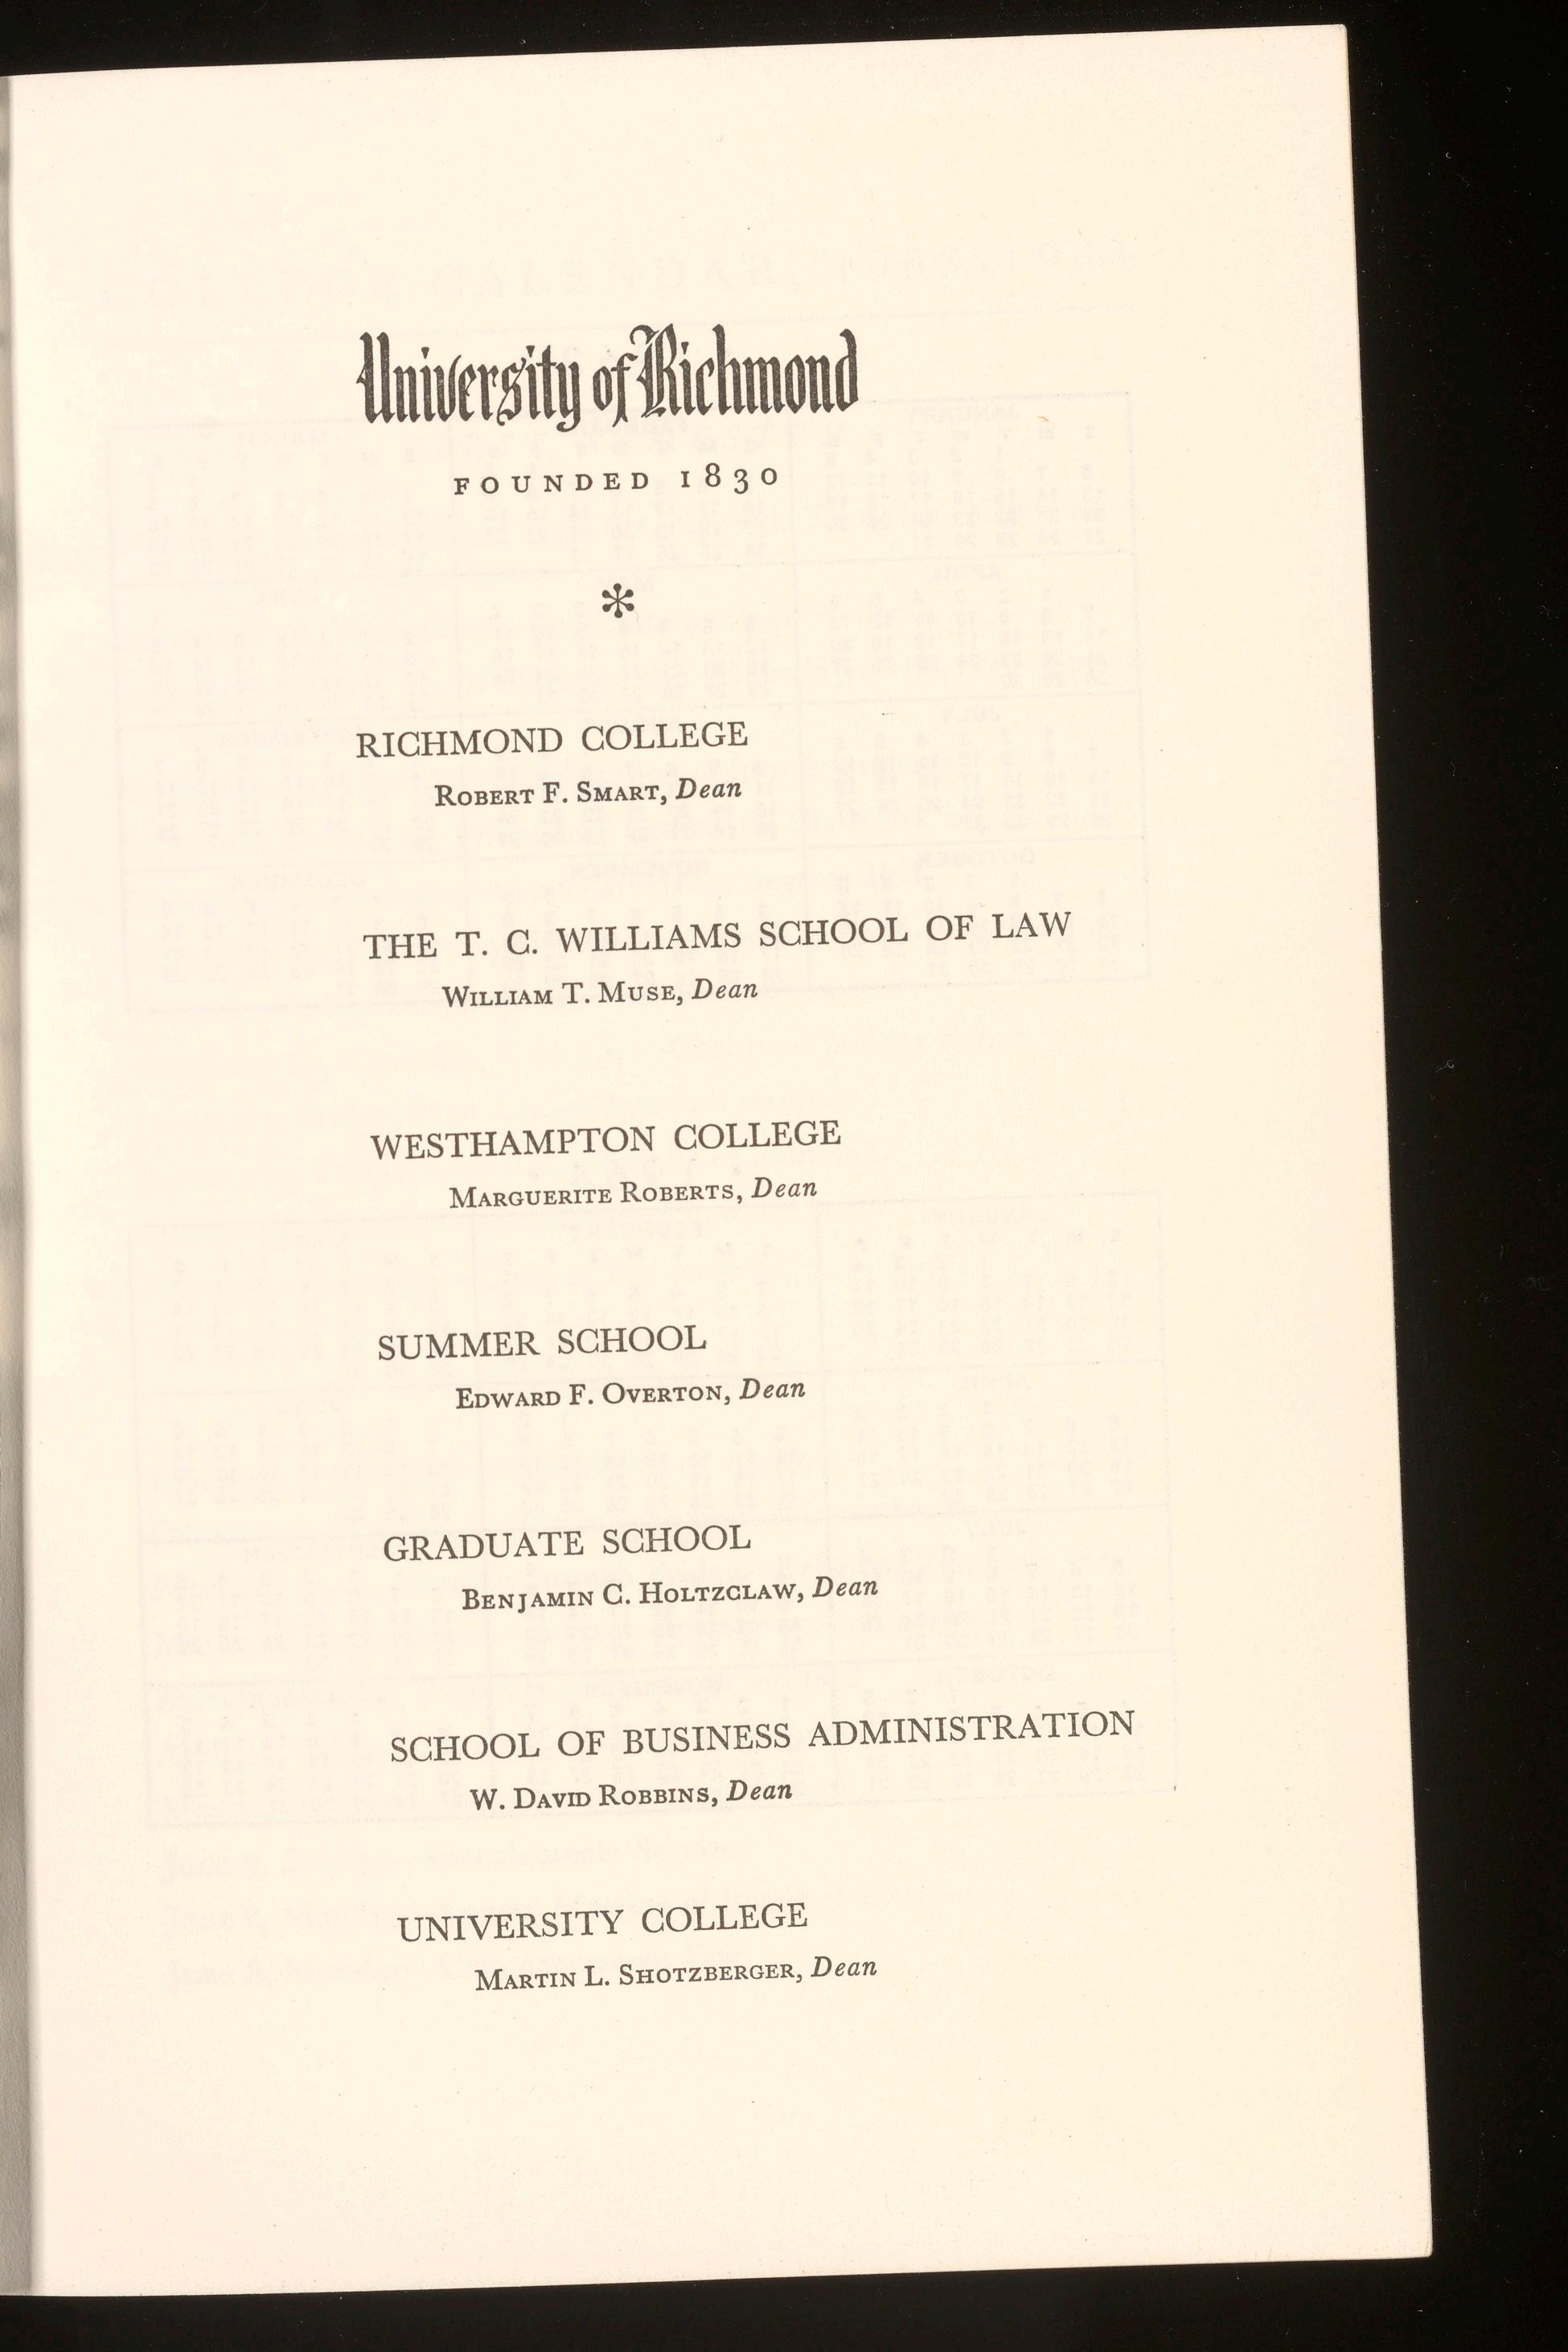 University of Richmond
FOUNDED 1830
*
RICHMOND COLLEGE
ROBERT F. SMART, Dean
THE T. C. WILLIAMS SCHOOL OF LAW
WILLIAM T. MUSE, Dean
WESTHAMPTON COLLEGE
MARGUERITE ROBERTS, Dean
SUMMER SCHOOL
EDWARD F. OVERTON, Dean
GRADUATE SCHOOL
BENJAMIN C. HOLTZCLAW, Dean
SCHOOL OF BUSINESS ADMINISTRATION
W. DAVID ROBBINS, Dean
UNIVERSITY COLLEGE
MARTIN L. SHOTZBERGER, Dean